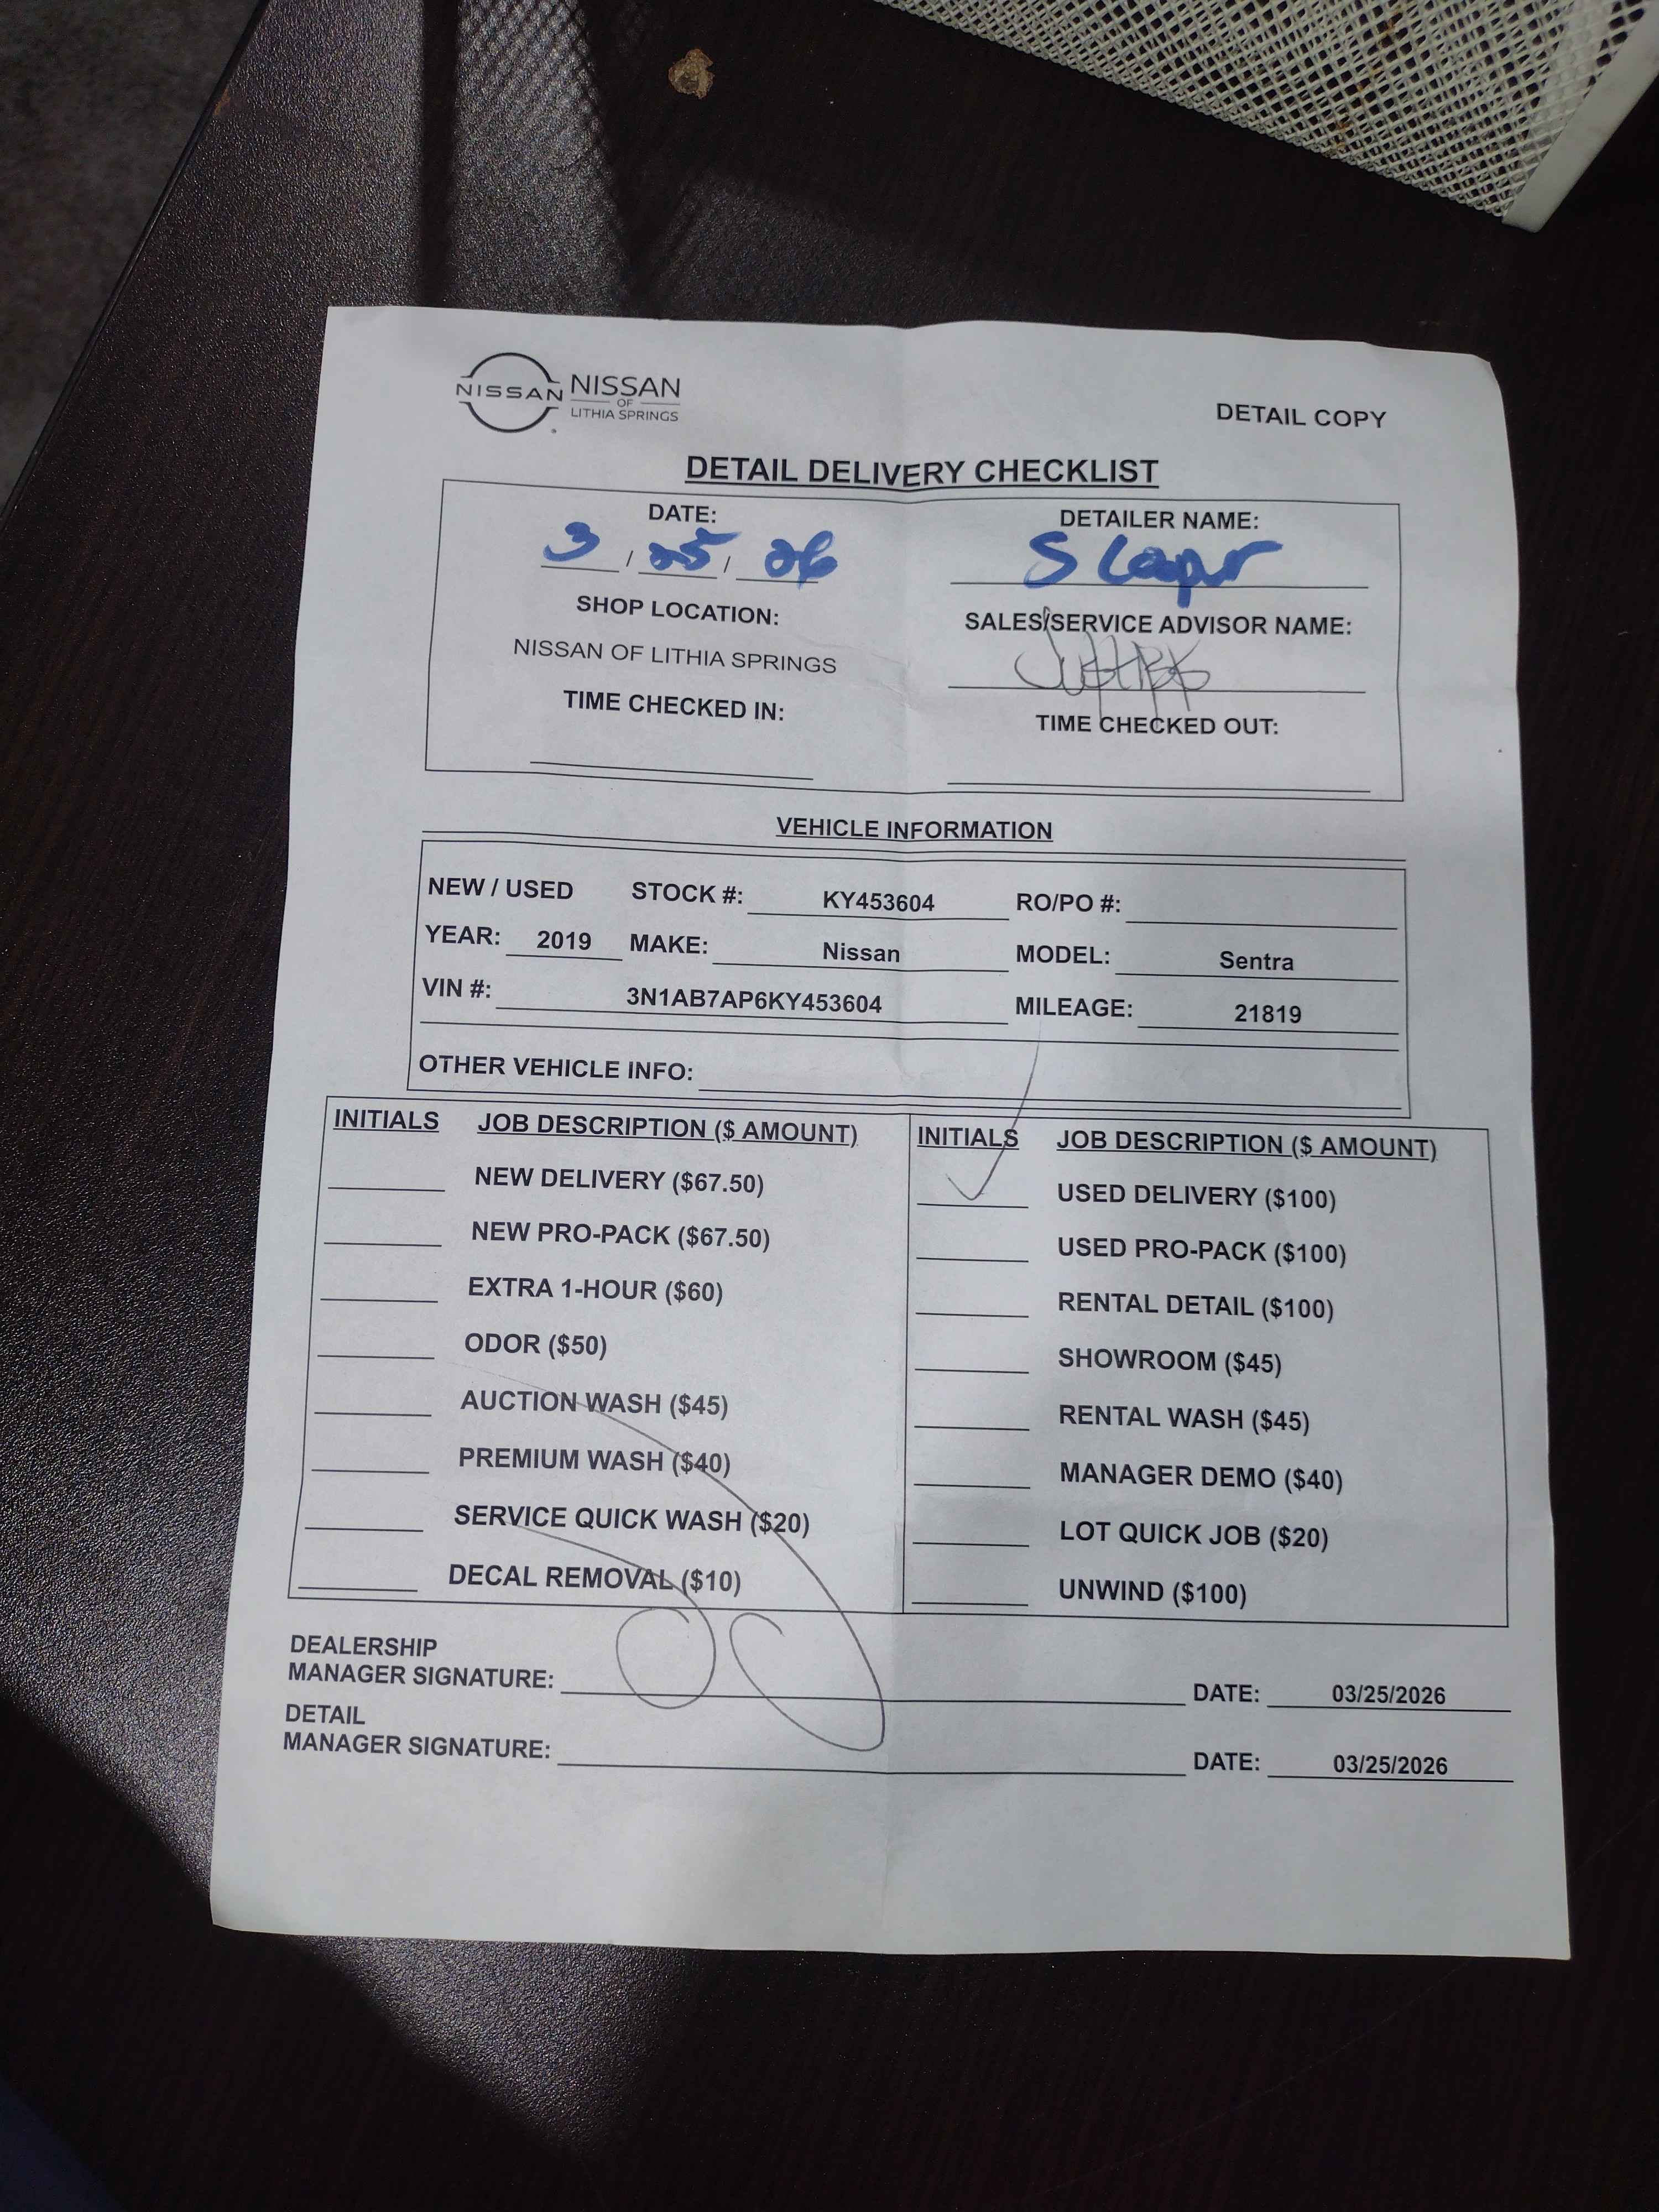 NISSAN NISSAN
OF
LITHIA SPRINGS
DETAIL COPY
DETAIL DELIVERY CHECKLIST
DATE: DETAILER NAME:
3 / 25 / 26 S
SHOP LOCATION: SALES/SERVICE ADVISOR NAME:
NISSAN OF LITHIA SPRINGS
TIME CHECKED IN: TIME CHECKED OUT:
VEHICLE INFORMATION
NEW / USED STOCK #: KY453604 RO/PO #:
YEAR: 2019 MAKE: Nissan MODEL: Sentra
VIN #: 3N1AB7AP6KY453604 MILEAGE: 21819
OTHER VEHICLE INFO:
INITIALS JOB DESCRIPTION ($ AMOUNT) INITIALS JOB DESCRIPTION ($ AMOUNT)
NEW DELIVERY ($67.50) ✓ USED DELIVERY ($100)
NEW PRO-PACK ($67.50) USED PRO-PACK ($100)
EXTRA 1-HOUR ($60) RENTAL DETAIL ($100)
ODOR ($50) SHOWROOM ($45)
AUCTION WASH ($45) RENTAL WASH ($45)
PREMIUM WASH ($40) MANAGER DEMO ($40)
SERVICE QUICK WASH ($20) LOT QUICK JOB ($20)
DECAL REMOVAL ($10) UNWIND ($100)
DEALERSHIP
MANAGER SIGNATURE: DATE: 03/25/2026
DETAIL
MANAGER SIGNATURE: DATE: 03/25/2026